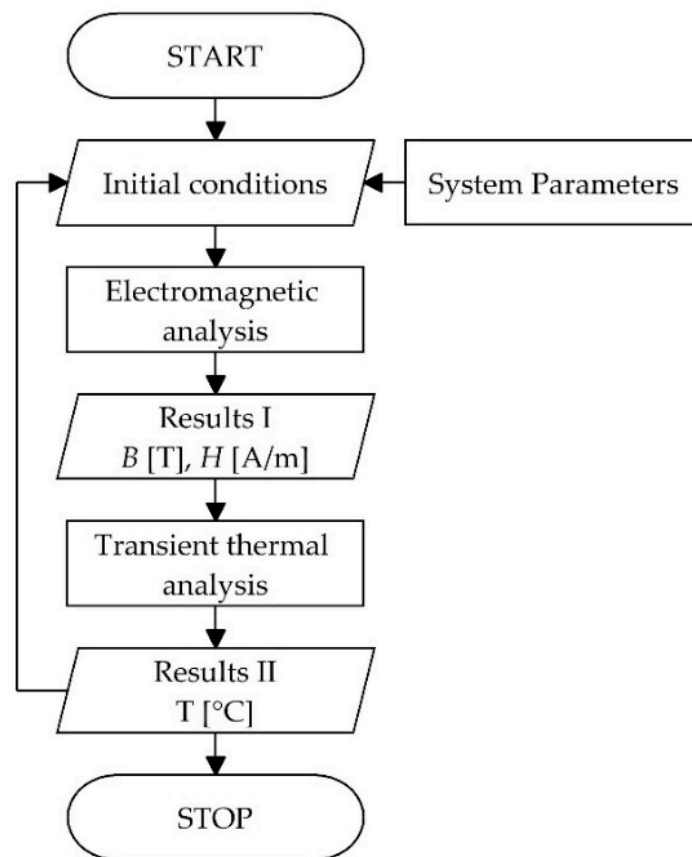 START
Initial conditions
System Parameters
Electromagnetic
analysis
Results I
B [T], H [A/m]
Transient thermal
analysis
Results II
T [°C]
STOP